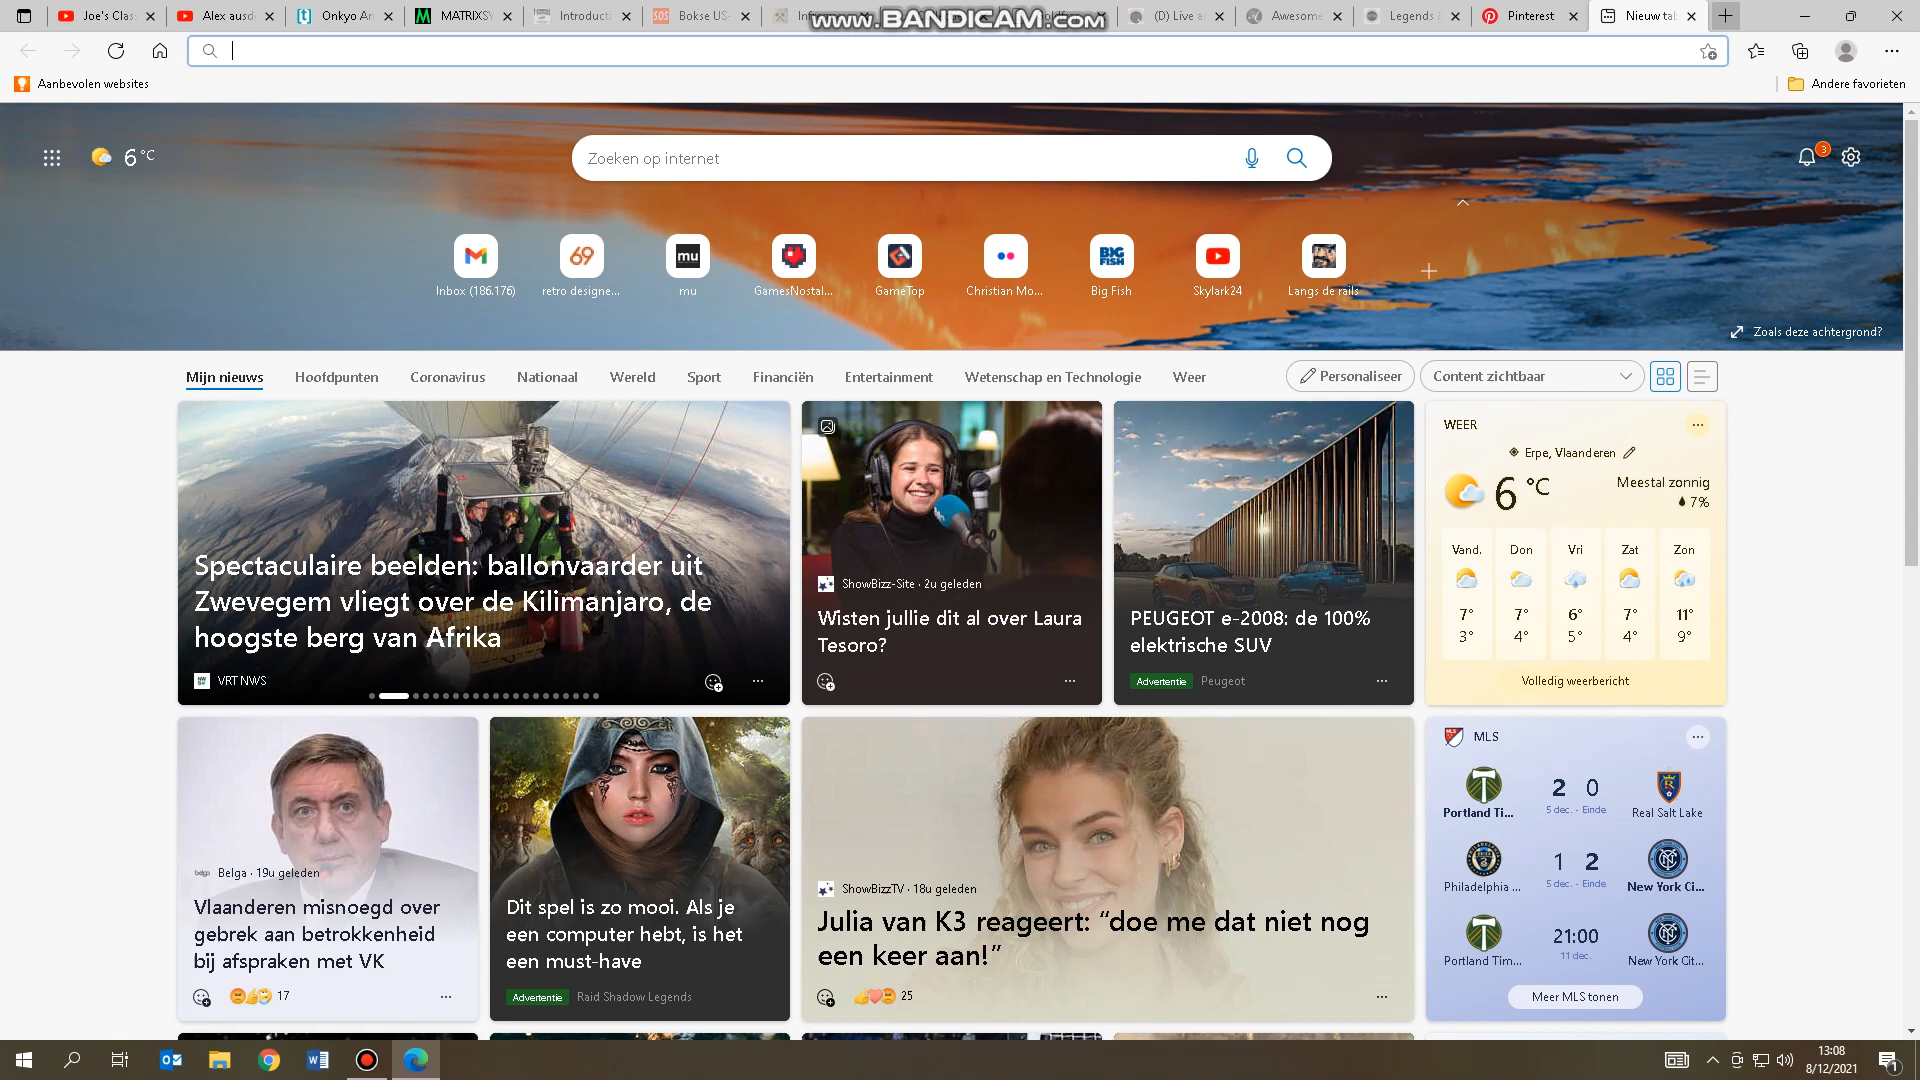 Joe's Clas
Alex ausd
Onkyo An
MATRIXSY
Introducti
Bokse US-
(D) Live a
Awesome
Legends
Pinterest
Nieuw tab
www.BANDICAM.com
Aanbevolen websites
Andere favorieten
6 °C
Zoeken op internet
3
Inbox (186.176)
retro designe...
mu
GamesNostal...
GameTop
Christian Mo...
Big Fish
Skylark24
Langs de rails
Zoals deze achtergrond?
Mijn nieuws
Hoofdpunten
Coronavirus
Nationaal
Wereld
Sport
Financiën
Entertainment
Wetenschap en Technologie
Weer
Personaliseer
Content zichtbaar
Spectaculaire beelden: ballonvaarder uit
Zwevegem vliegt over de Kilimanjaro, de
hoogste berg van Afrika
VRT NWS
ShowBizz-Site · 2u geleden
Wisten jullie dit al over Laura
Tesoro?
PEUGEOT e-2008: de 100%
elektrische SUV
Advertentie Peugeot
WEER
Erpe, Vlaanderen
6 °C
Meestal zonnig
7%
Vand. Don Vri Zat Zon
7° 7° 6° 7° 11°
3° 4° 5° 4° 9°
Volledig weerbericht
Belga · 19u geleden
Vlaanderen misnoegd over
gebrek aan betrokkenheid
bij afspraken met VK
17
Dit spel is zo mooi. Als je
een computer hebt, is het
een must-have
Advertentie Raid Shadow Legends
ShowBizzTV · 18u geleden
Julia van K3 reageert: “doe me dat niet nog
een keer aan!”
25
MLS
2 0
5 dec. - Einde
Portland Ti... Real Salt Lake
1 2
5 dec. - Einde
Philadelphia ... New York Ci...
21:00
11 dec.
Portland Tim... New York Cit...
Meer MLS tonen
13:08
8/12/2021
1